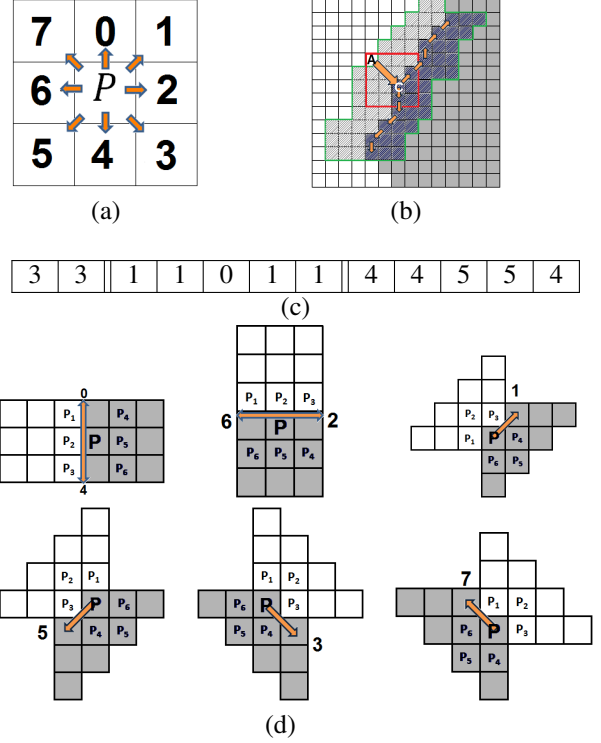 7 0 1
6 P 2
5 4 3
(a)
A
C
(b)
3 3 1 1 0 1 1 4 4 5 5 4
(c)
0
P1 P4
P2 P P5
P3 P6
4
P1 P2 P3
6 2
P
P6 P5 P4
1
P2 P3
P1 P P4
P6 P5
P2 P1
P3 P P6
5 P4 P5
P1 P2
P6 P P3
P5 P4 3
7
P1 P2
P6 P P3
P5 P4
(d)